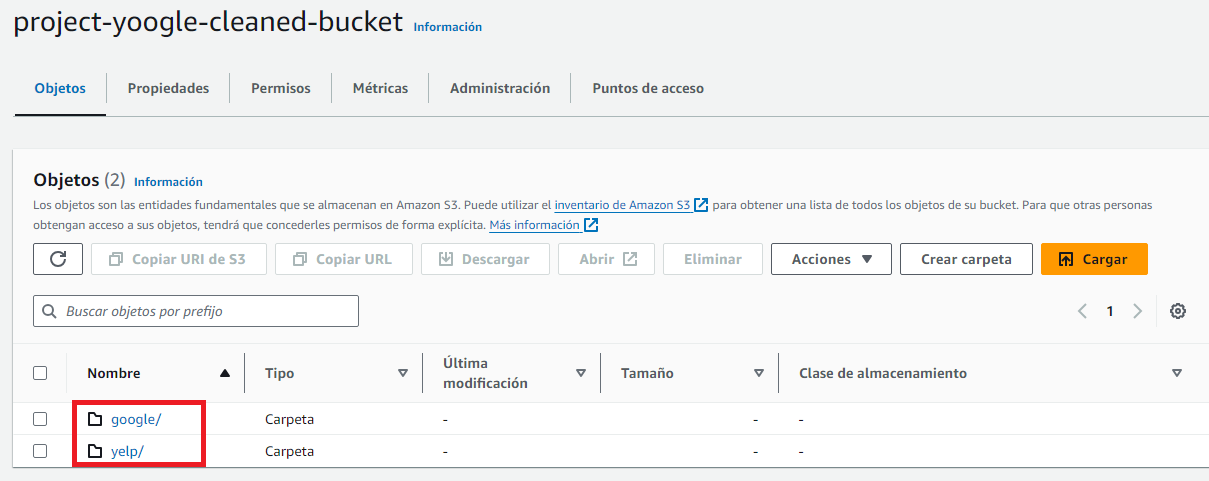 project-yoogle-cleaned-bucket Información
Objetos Propiedades Permisos Métricas Administración Puntos de acceso
Objetos (2) Información
Los objetos son las entidades fundamentales que se almacenan en Amazon S3. Puede utilizar el inventario de Amazon S3 para obtener una lista de todos los objetos de su bucket. Para que otras personas
obtengan acceso a sus objetos, tendrá que concederles permisos de forma explícita. Más información
Copiar URI de S3 Copiar URL Descargar Abrir Eliminar Acciones Crear carpeta Cargar
Buscar objetos por prefijo 1
Nombre Tipo Última modificación Tamaño Clase de almacenamiento
google/ Carpeta - - -
yelp/ Carpeta - - -